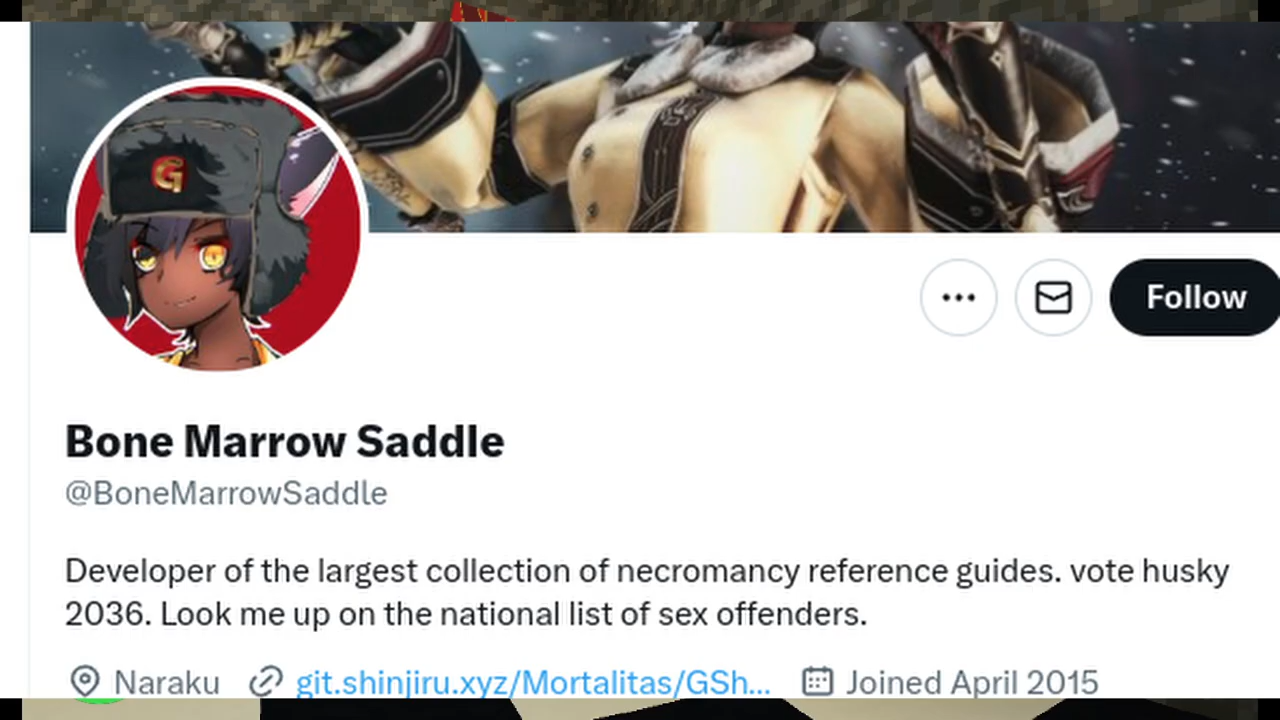 G
Follow
Bone Marrow Saddle
@BoneMarrowSaddle
Developer of the largest collection of necromancy reference guides. vote husky
2036. Look me up on the national list of sex offenders.
Naraku git.shinjiru.xyz/Mortalitas/GSh... Joined April 2015